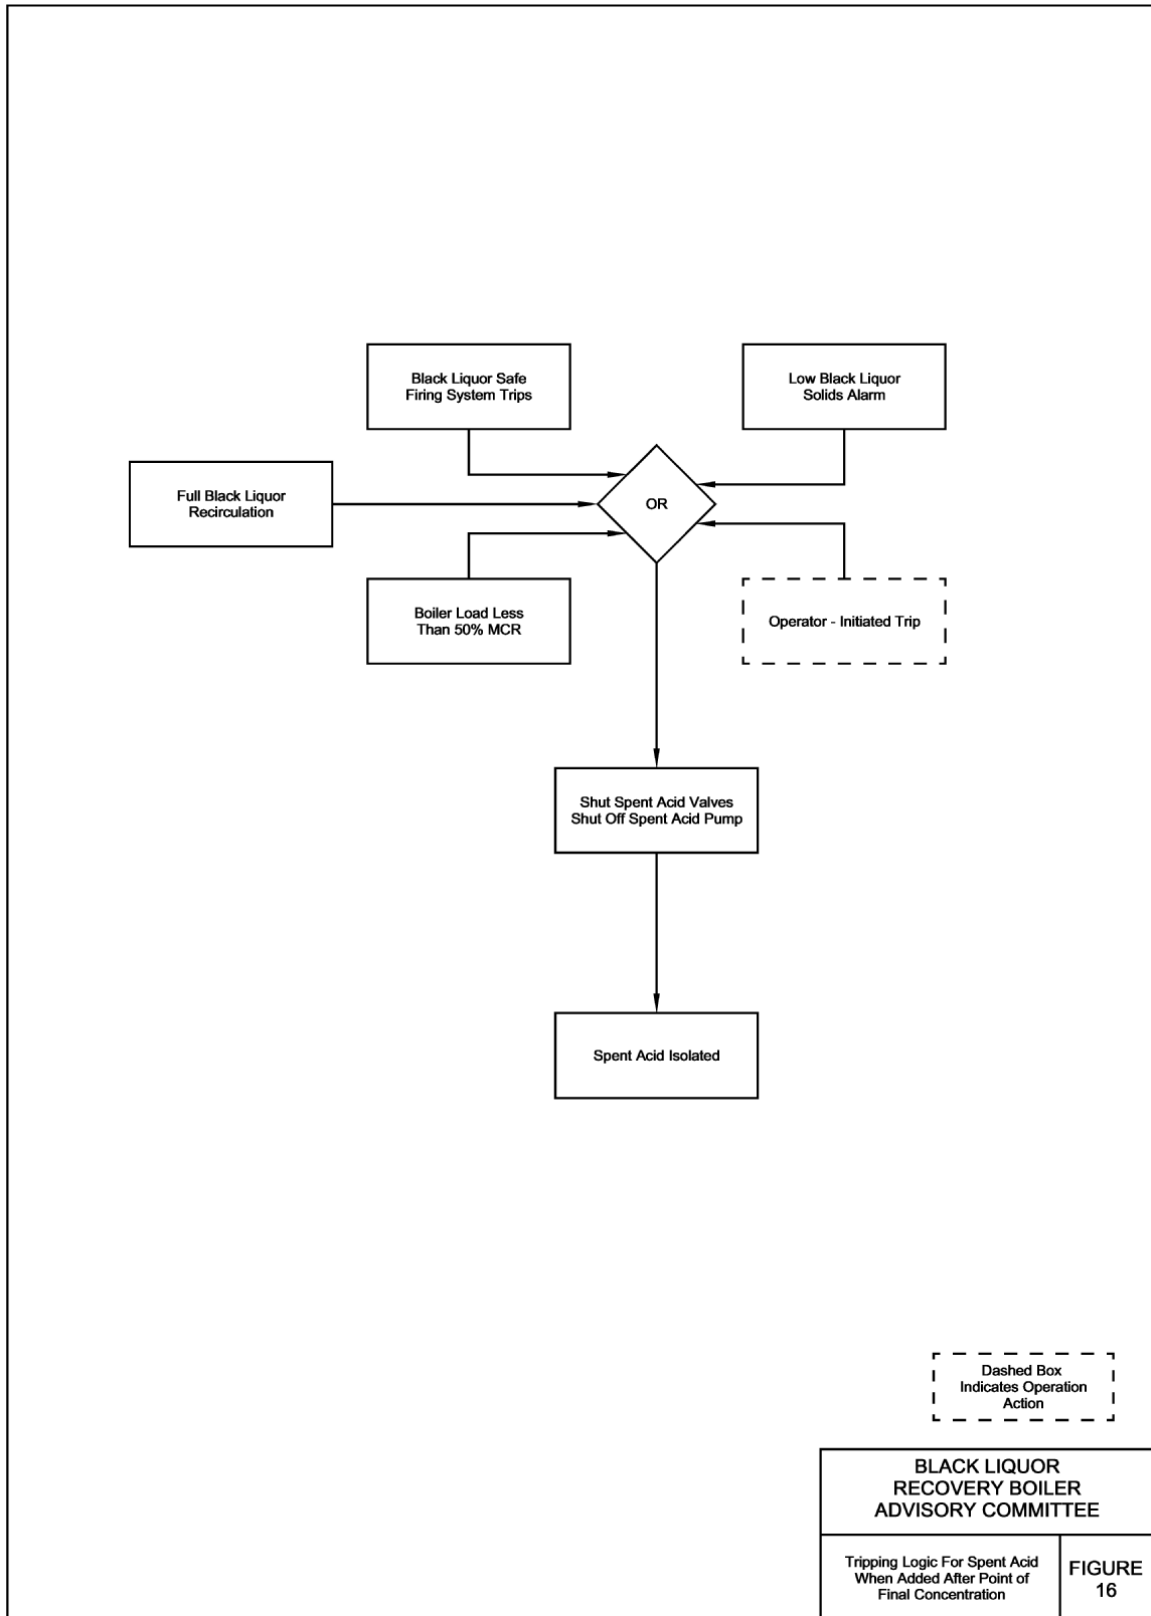 Black Liquor Safe
Firing System Trips
Low Black Liquor
Solids Alarm
Full Black Liquor
Recirculation
OR
Boiler Load Less
Than 50% MCR
Operator - Initiated Trip
Shut Spent Acid Valves
Shut Off Spent Acid Pump
Spent Acid Isolated
Dashed Box
Indicates Operation
Action
BLACK LIQUOR
RECOVERY BOILER
ADVISORY COMMITTEE
Tripping Logic For Spent Acid
When Added After Point of
Final Concentration
FIGURE
16